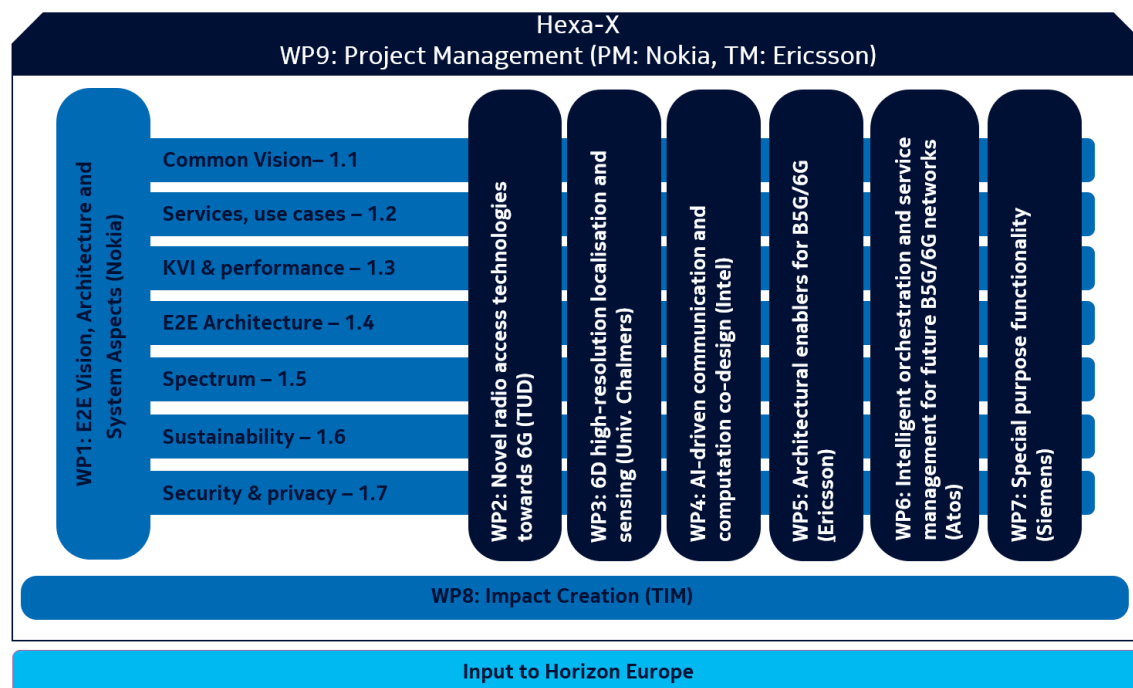 Hexa-X
WP9: Project Management (PM: Nokia, TM: Ericsson)
WP1: E2E Vision, Architecture and
System Aspects (Nokia)
Common Vision– 1.1
Services, use cases – 1.2
KVI & performance – 1.3
E2E Architecture – 1.4
Spectrum – 1.5
Sustainability – 1.6
Security & privacy – 1.7
WP2: Novel radio access technologies
towards 6G (TUD)
WP3: 6D high-resolution localisation and
sensing (Univ. Chalmers)
WP4: AI-driven communication and
computation co-design (Intel)
WP5: Architectural enablers for B5G/6G
(Ericsson)
WP6: Intelligent orchestration and service
management for future B5G/6G networks
(Atos)
WP7: Special purpose functionality
(Siemens)
WP8: Impact Creation (TIM)
Input to Horizon Europe